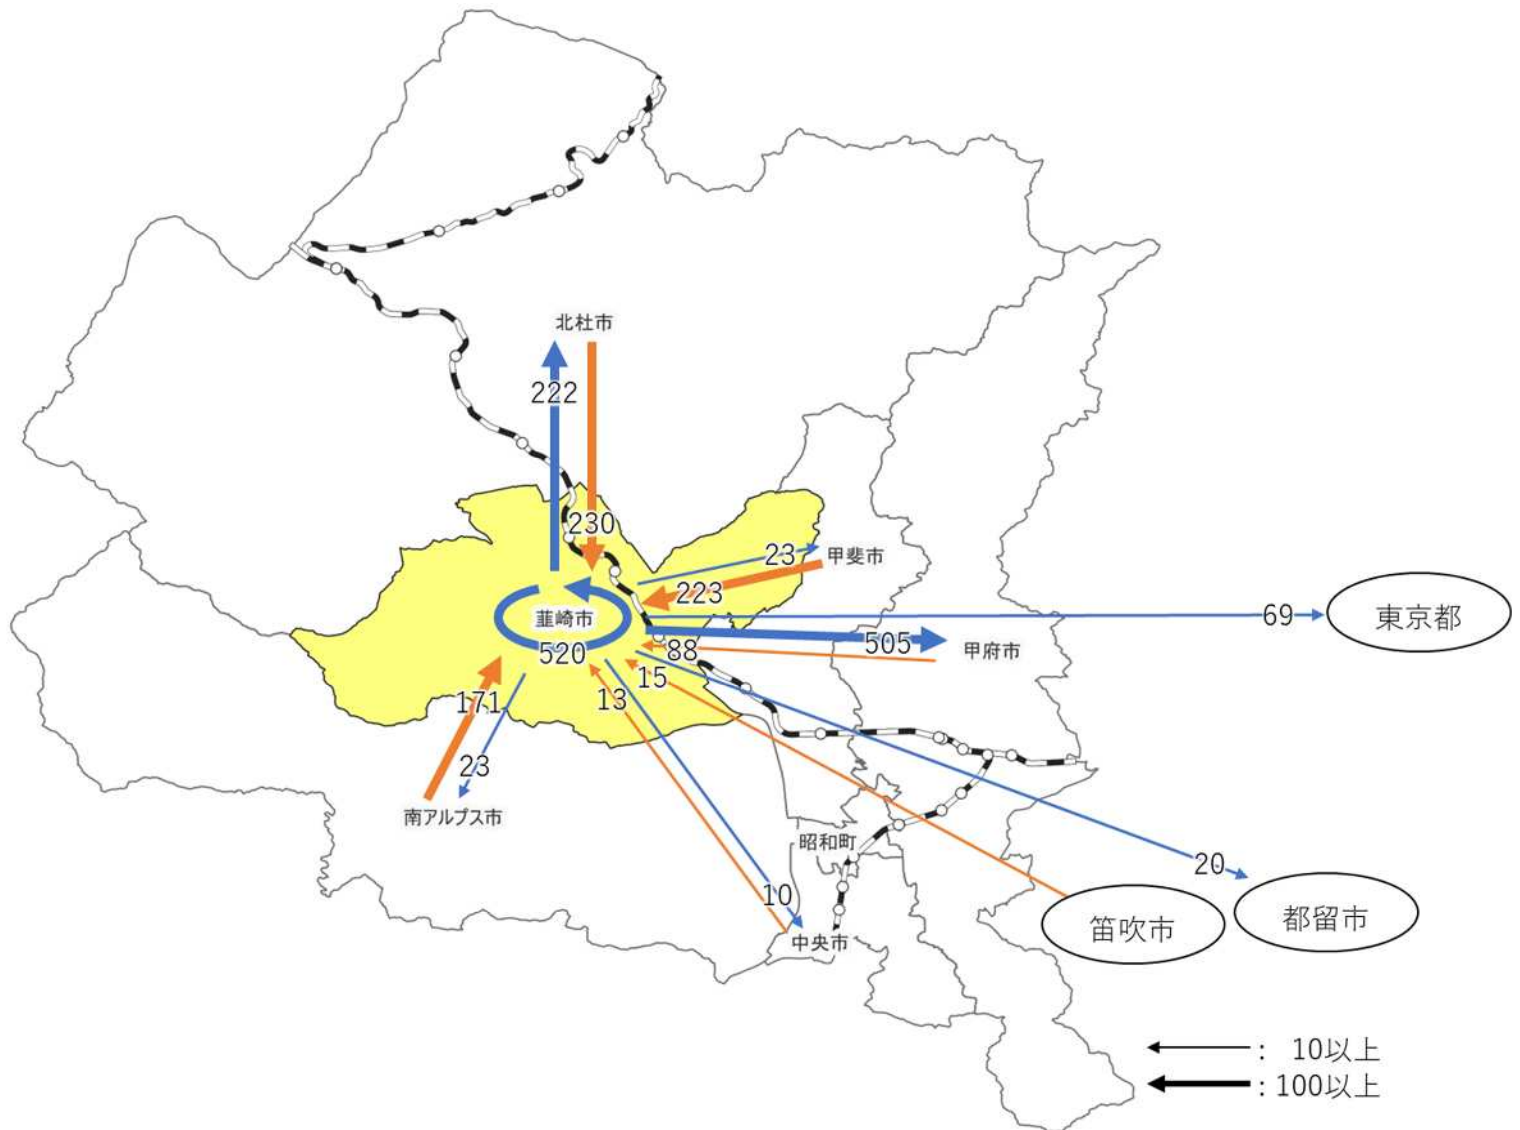 北杜市
222
230
23
甲斐市
223
韮崎市
69
東京都
505
甲府市
520
88
15
171
13
23
南アルプス市
昭和町
20
10
都留市
笛吹市
中央市
： 10以上
：100以上